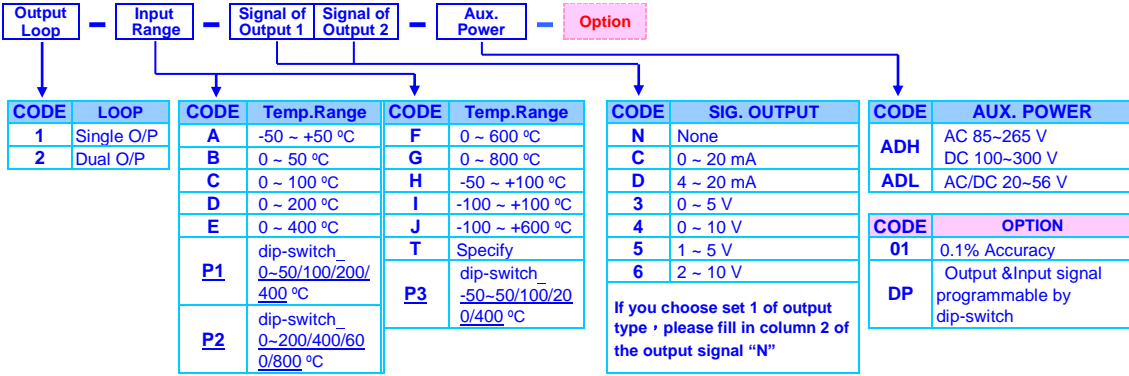 Output Loop
Input Range
Signal of Output 1
Signal of Output 2
Aux. Power
Option
CODE LOOP
1 Single O/P
2 Dual O/P
CODE Temp.Range
A -50 ~ +50 ºC
B 0 ~ 50 ºC
C 0 ~ 100 ºC
D 0 ~ 200 ºC
E 0 ~ 400 ºC
P1 dip-switch_
0~50/100/200/
400 ºC
P2 dip-switch_
0~200/400/60
0/800 ºC
CODE Temp.Range
F 0 ~ 600 ºC
G 0 ~ 800 ºC
H -50 ~ +100 ºC
I -100 ~ +100 ºC
J -100 ~ +600 ºC
T Specify
P3 dip-switch_
-50~50/100/20
0/400 ºC
CODE SIG. OUTPUT
N None
C 0 ~ 20 mA
D 4 ~ 20 mA
3 0 ~ 5 V
4 0 ~ 10 V
5 1 ~ 5 V
6 2 ~ 10 V
If you choose set 1 of output
type，please fill in column 2 of
the output signal “N”
CODE AUX. POWER
ADH AC 85~265 V
DC 100~300 V
ADL AC/DC 20~56 V
CODE OPTION
01 0.1% Accuracy
DP Output &Input signal
programmable by
dip-switch